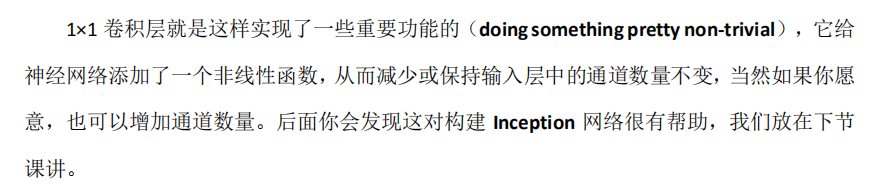 1×1 卷积层就是这样实现了一些重要功能的（doing something pretty non-trivial），它给
神经网络添加了一个非线性函数，从而减少或保持输入层中的通道数量不变，当然如果你愿
意，也可以增加通道数量。后面你会发现这对构建 Inception 网络很有帮助，我们放在下节
课讲。